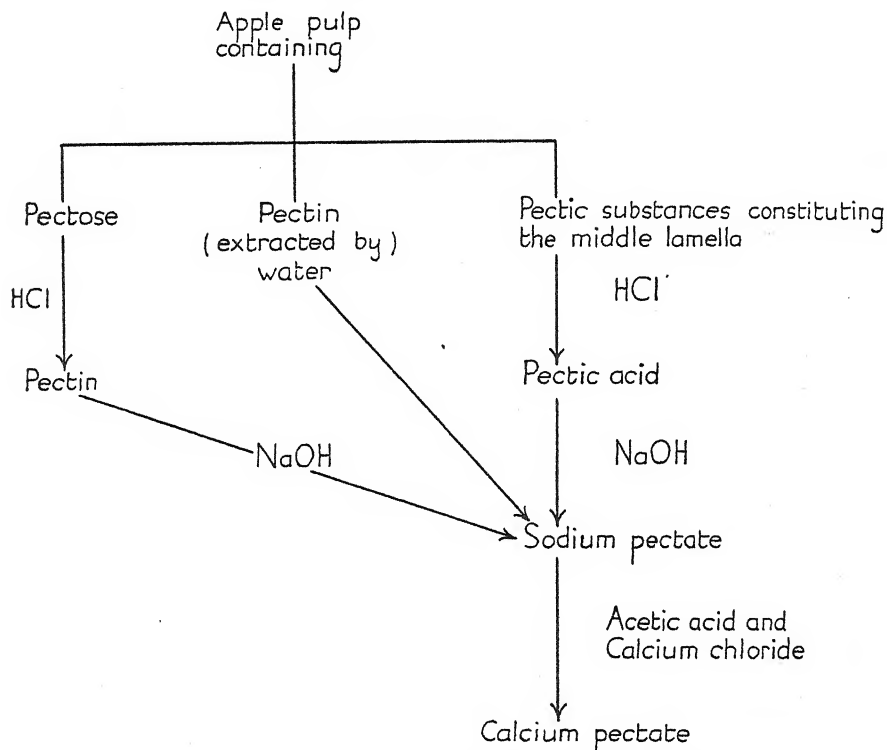 Apple pulp
containing
Pectose
Pectin
(extracted by)
water
Pectic substances constituting
the middle lamella
HCl
HCl
Pectin
Pectic acid
NaOH
NaOH
Sodium pectate
Acetic acid and
Calcium chloride
Calcium pectate